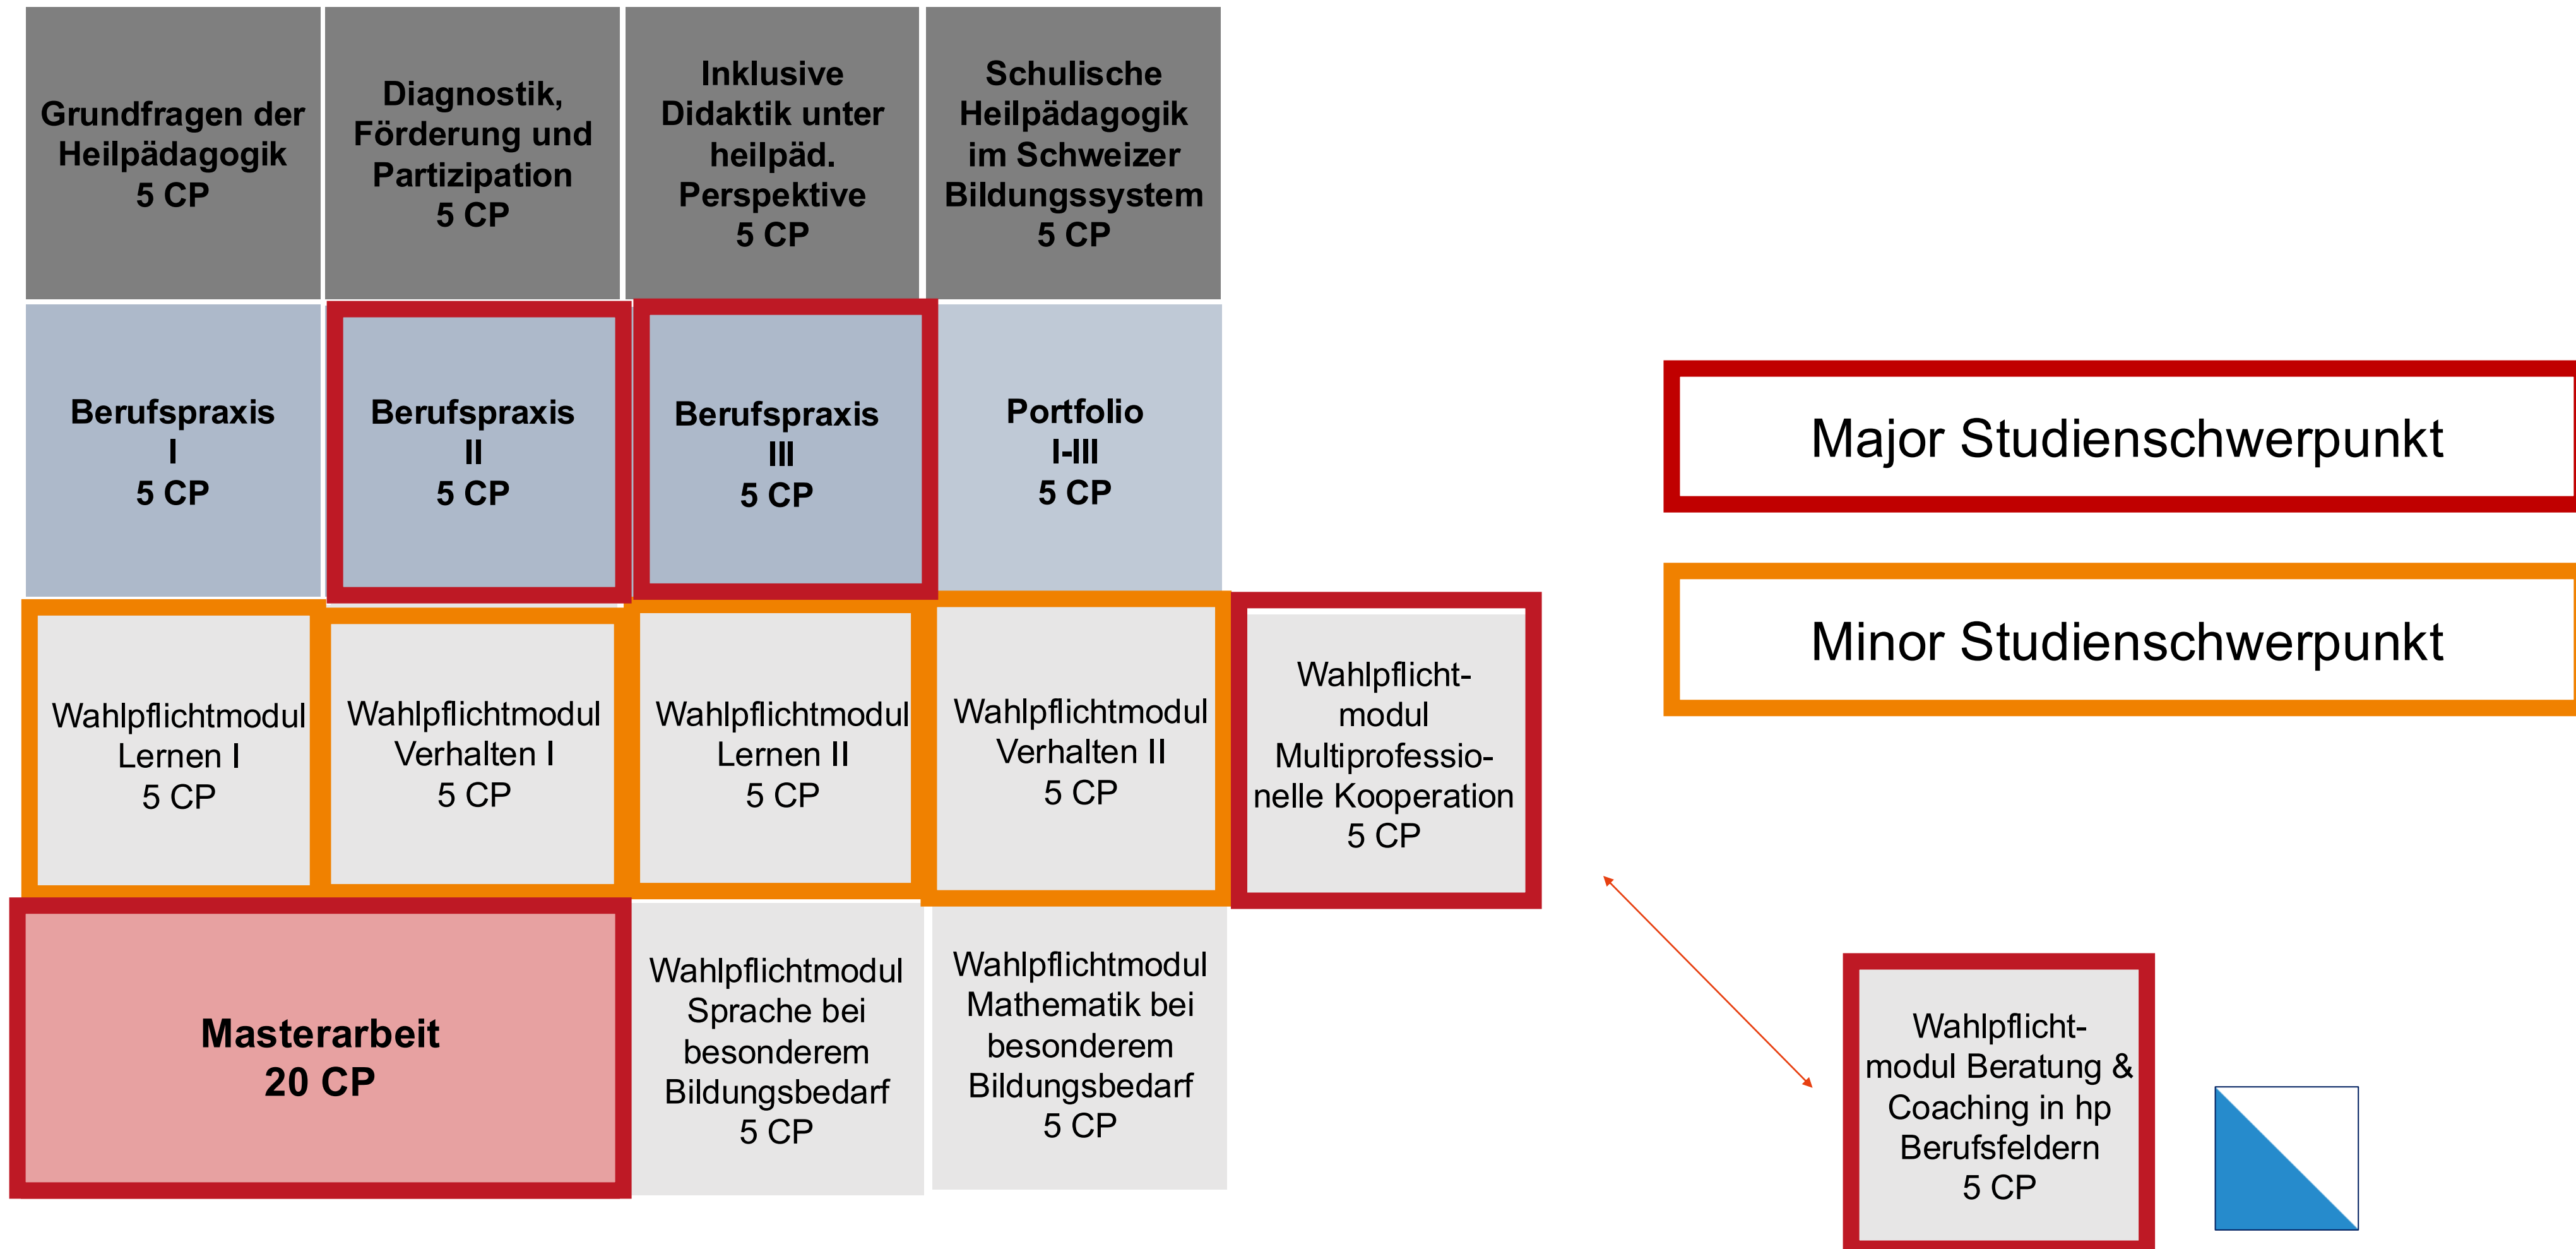 Grundfragen der
Heilpädagogik
5 CP
Diagnostik,
Förderung und
Partizipation
5 CP
Inklusive
Didaktik unter
heilpäd.
Perspektive
5 CP
Schulische
Heilpädagogik
im Schweizer
Bildungssystem
5 CP
Berufspraxis
I
5 CP
Berufspraxis
II
5 CP
Berufspraxis
III
5 CP
Portfolio
I-III
5 CP
Major Studienschwerpunkt
Minor Studienschwerpunkt
Wahlpflichtmodul
Lernen I
5 CP
Wahlpflichtmodul
Verhalten I
5 CP
Wahlpflichtmodul
Lernen II
5 CP
Wahlpflichtmodul
Verhalten II
5 CP
Wahlpflicht-
modul
Multiprofessio-
nelle Kooperation
5 CP
Masterarbeit
20 CP
Wahlpflichtmodul
Sprache bei
besonderem
Bildungsbedarf
5 CP
Wahlpflichtmodul
Mathematik bei
besonderem
Bildungsbedarf
5 CP
Wahlpflicht-
modul Beratung &
Coaching in hp
Berufsfeldern
5 CP